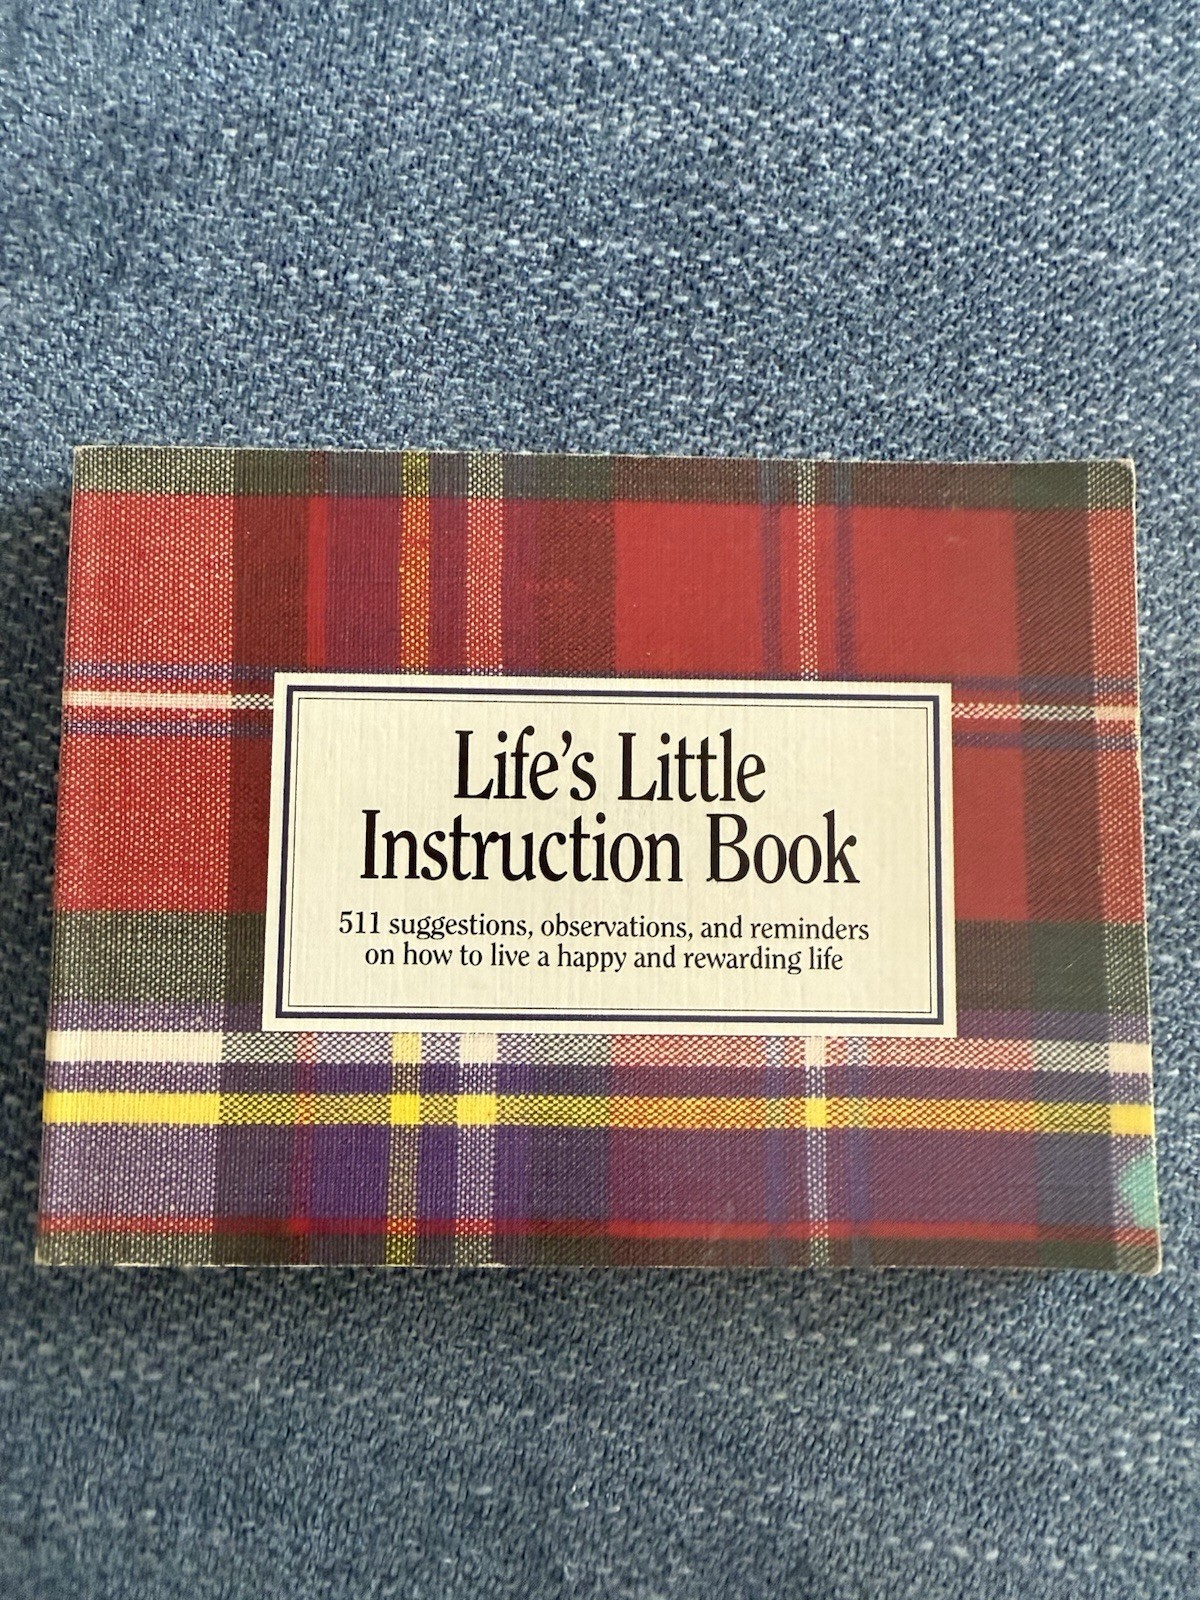 Life's Little
Instruction Book
511 suggestions, observations, and reminders
on how to live a happy and rewarding life